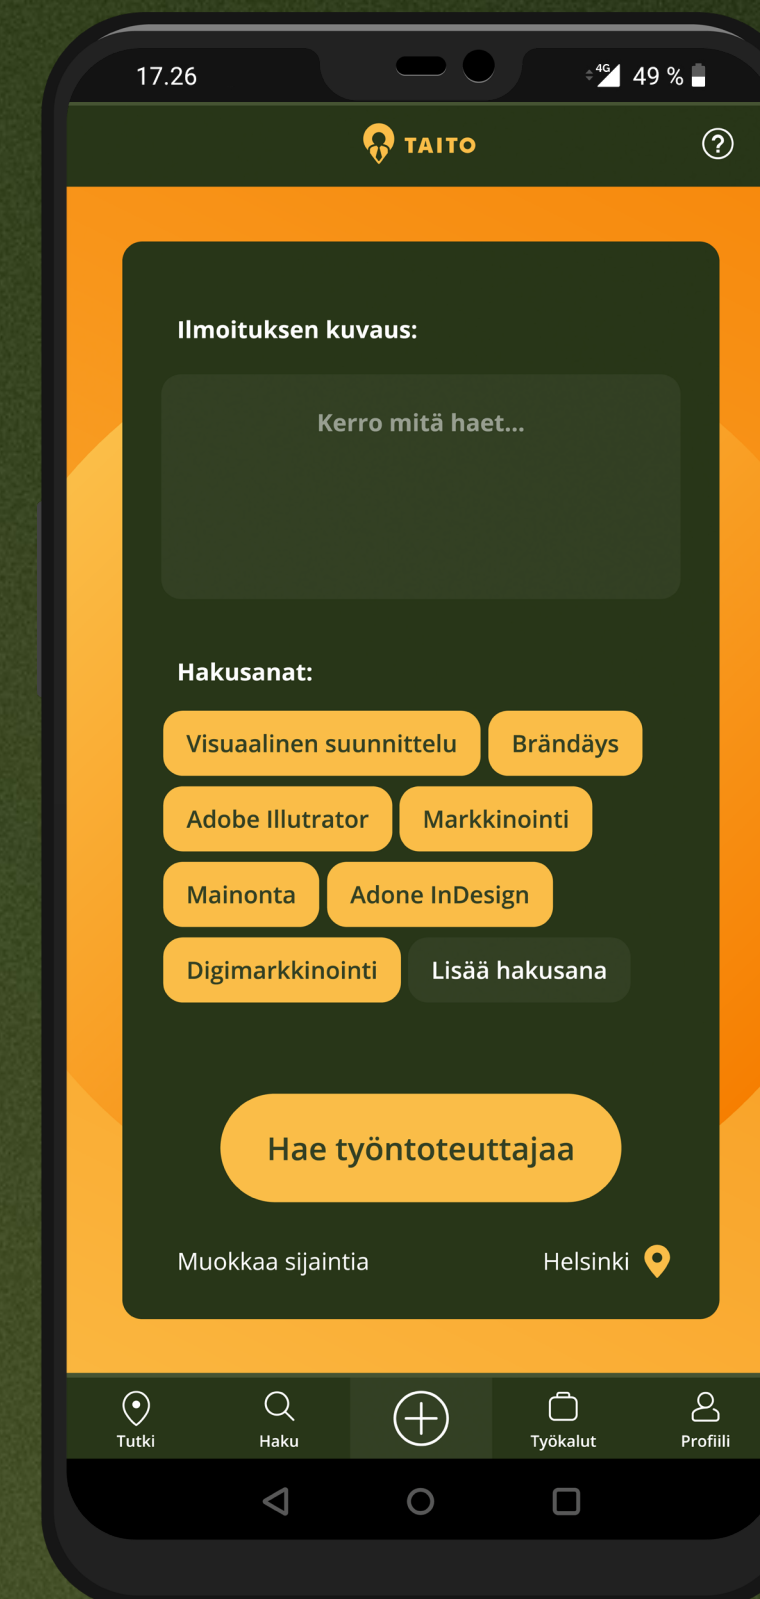 17.26
4G 49 %
TAITO
?
Ilmoituksen kuvaus:
Kerro mitä haet...
Hakusanat:
Visuaalinen suunnittelu Brändäys
Adobe Illutrator Markkinointi
Mainonta Adone InDesign
Digimarkkinointi Lisää hakusana
Hae työntoteuttajaa
Muokkaa sijaintia Helsinki
Tutki Haku Työkalut Profiili